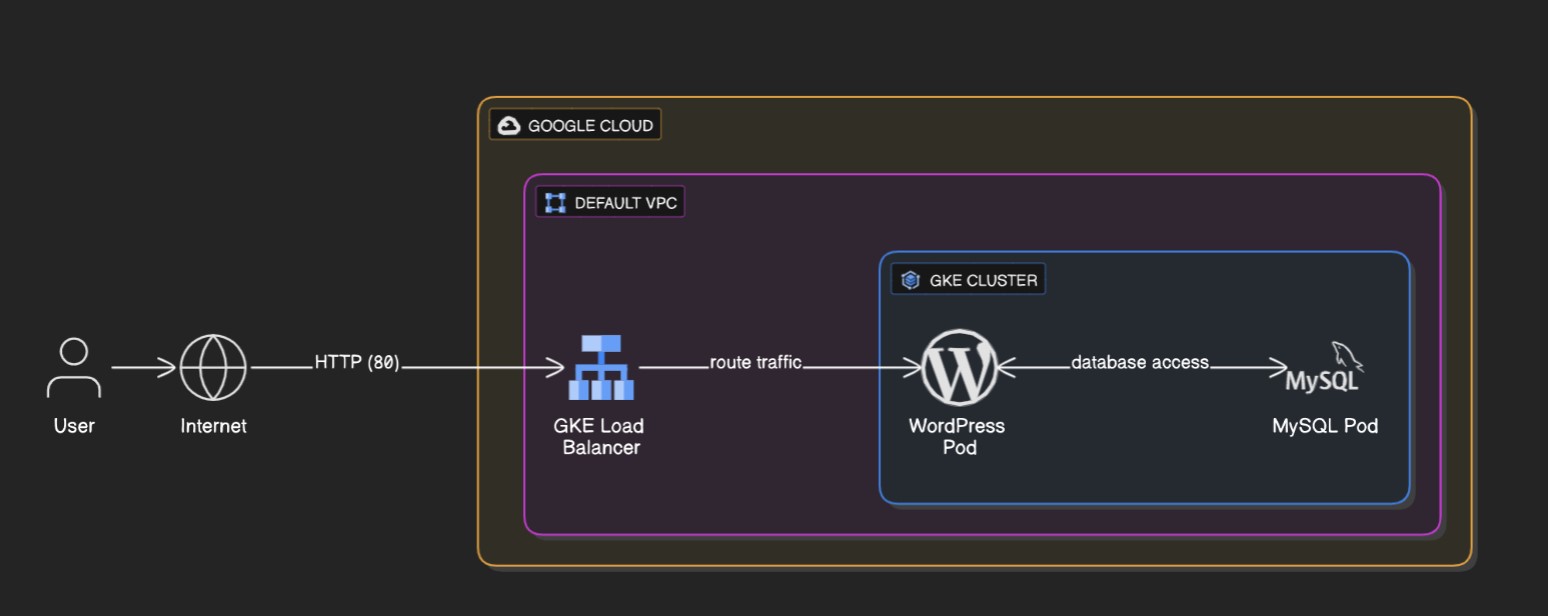 GOOGLE CLOUD
DEFAULT VPC
GKE CLUSTER
HTTP (80)
route traffic
database access
MySQL
User
Internet
GKE Load
Balancer
WordPress
Pod
MySQL Pod